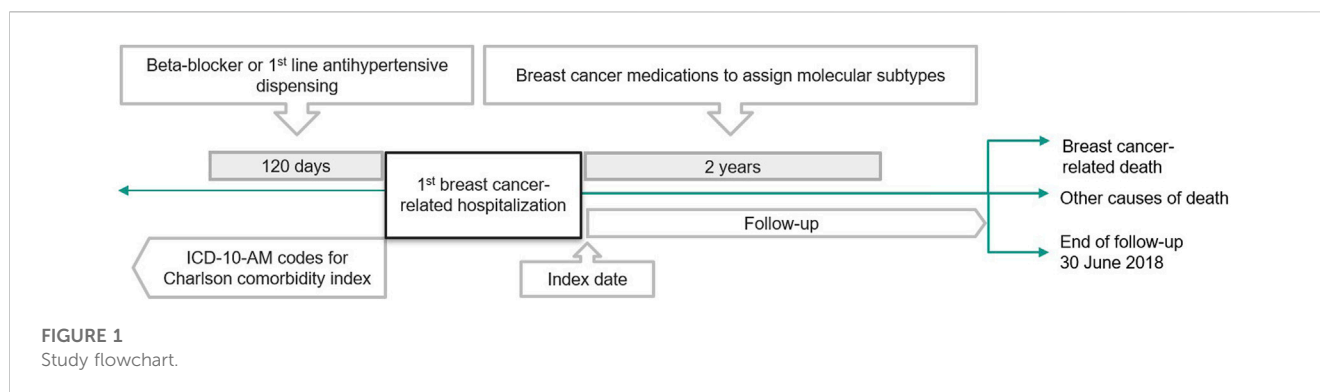 Beta-blocker or 1st line antihypertensive
dispensing
Breast cancer medications to assign molecular subtypes
120 days
1st breast cancer-
related hospitalization
2 years
Breast cancer-
related death
Other causes of death
Follow-up
End of follow-up
30 June 2018
ICD-10-AM codes for
Charlson comorbidity index
Index date
FIGURE 1
Study flowchart.